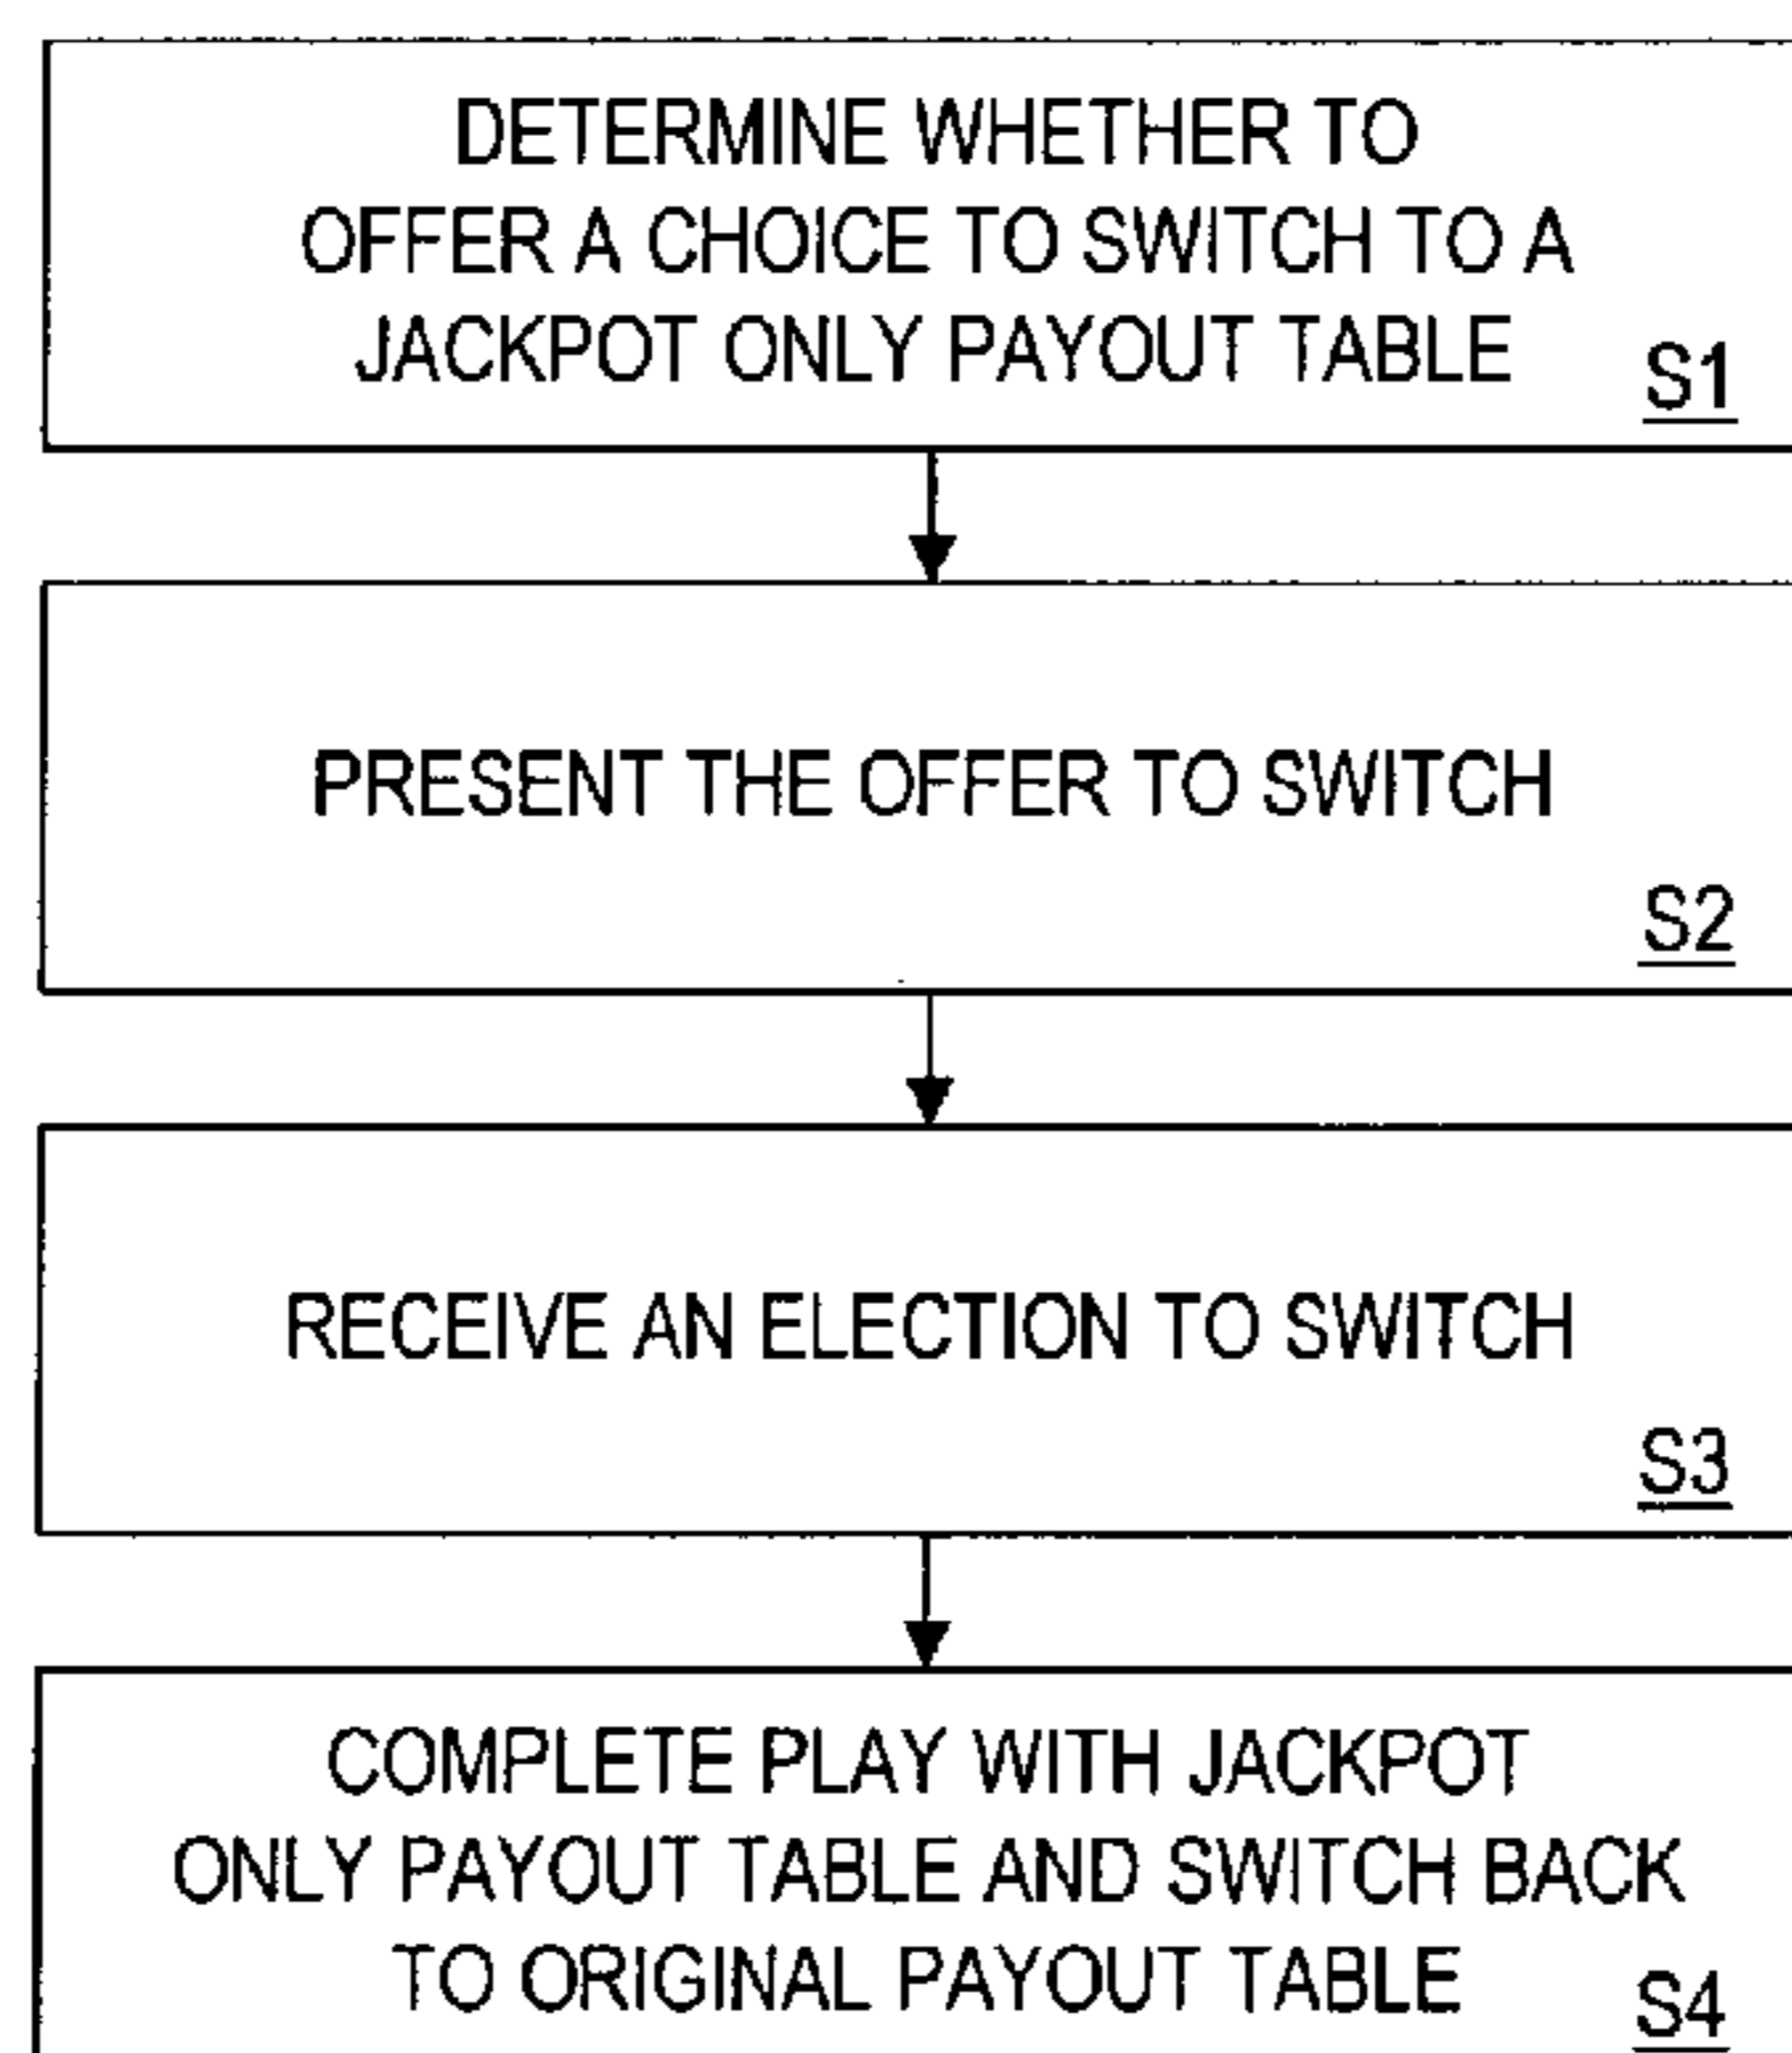 DETERMINE WHETHER TO
OFFER A CHOICE TO SWITCH TO A
JACKPOT ONLY PAYOUT TABLE
S1
PRESENT THE OFFER TO SWITCH
S2
RECEIVE AN ELECTION TO SWITCH
S3
COMPLETE PLAY WITH JACKPOT
ONLY PAYOUT TABLE AND SWITCH BACK
TO ORIGINAL PAYOUT TABLE
S4